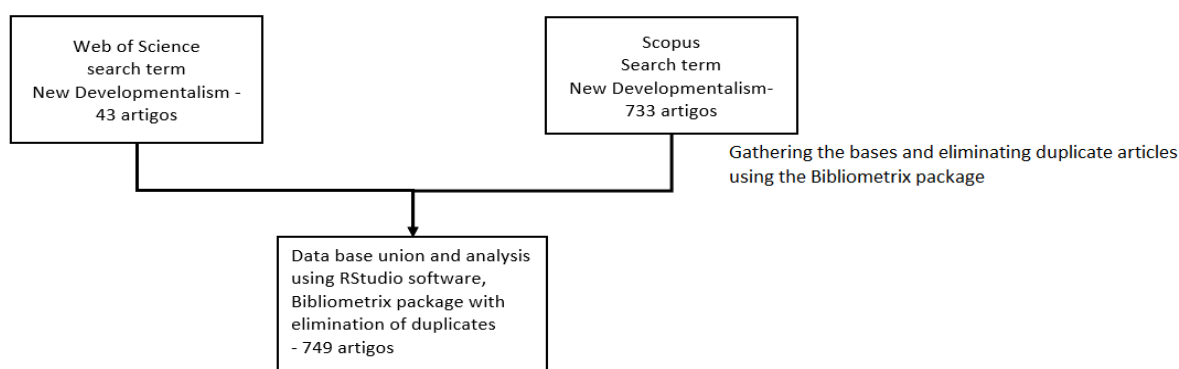 Web of Science
search term
New Developmentalism -
43 artigos
Scopus
Search term
New Developmentalism-
733 artigos
Gathering the bases and eliminating duplicate articles
using the Bibliometrix package
Data base union and analysis
using RStudio software,
Bibliometrix package with
elimination of duplicates
- 749 artigos